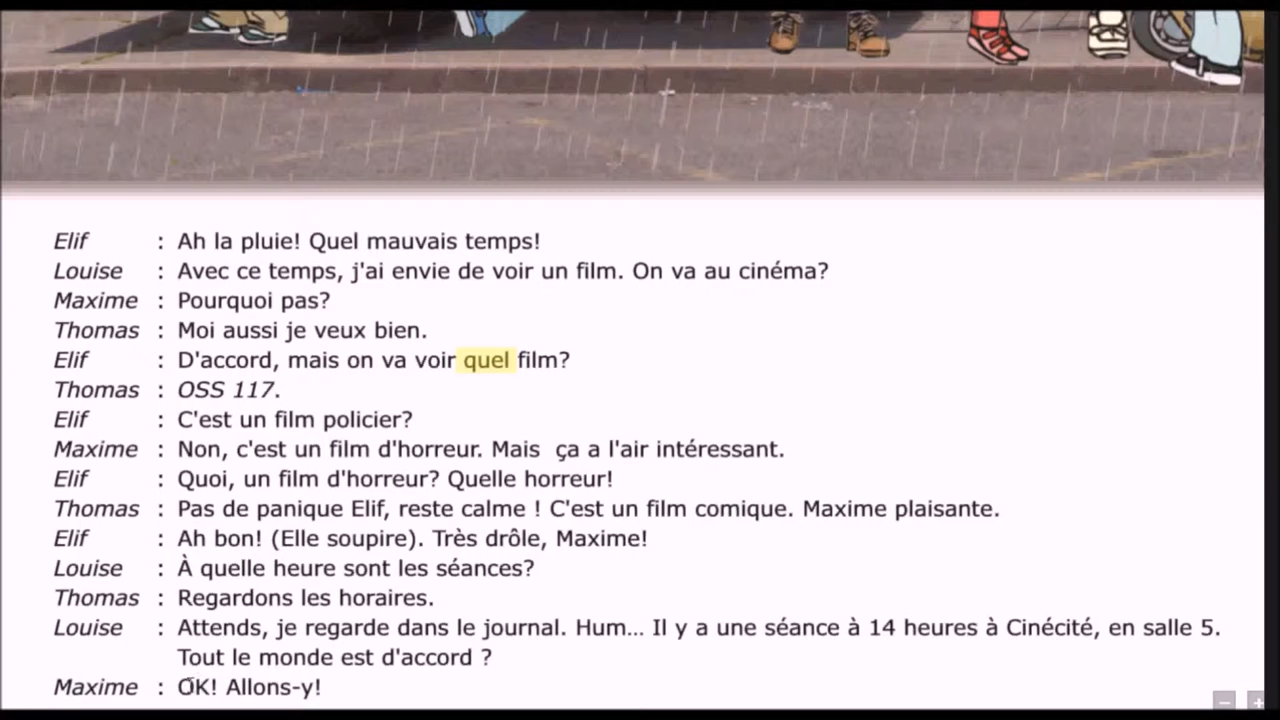 Elif : Ah la pluie! Quel mauvais temps!
Louise : Avec ce temps, j'ai envie de voir un film. On va au cinéma?
Maxime : Pourquoi pas?
Thomas : Moi aussi je veux bien.
Elif : D'accord, mais on va voir quel film?
Thomas : OSS 117.
Elif : C'est un film policier?
Maxime : Non, c'est un film d'horreur. Mais ça a l'air intéressant.
Elif : Quoi, un film d'horreur? Quelle horreur!
Thomas : Pas de panique Elif, reste calme ! C'est un film comique. Maxime plaisante.
Elif : Ah bon! (Elle soupire). Très drôle, Maxime!
Louise : À quelle heure sont les séances?
Thomas : Regardons les horaires.
Louise : Attends, je regarde dans le journal. Hum... Il y a une séance à 14 heures à Cinécité, en salle 5.
Tout le monde est d'accord ?
Maxime : OK! Allons-y!